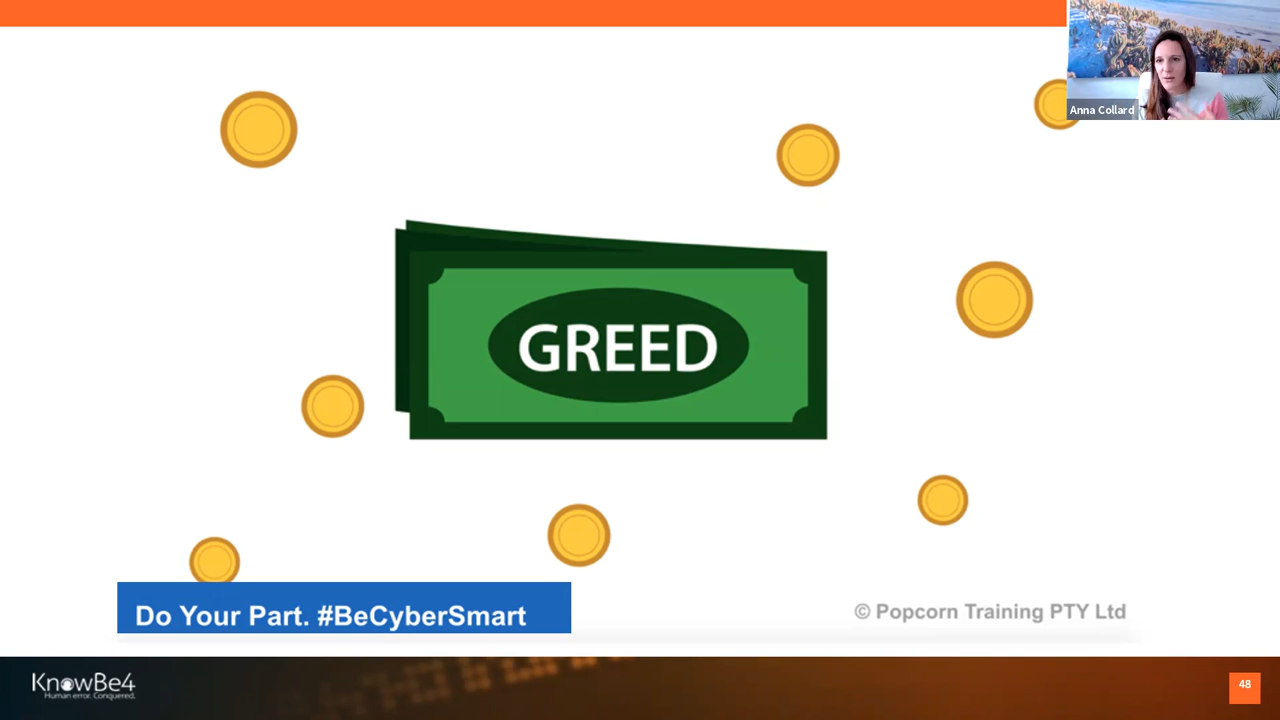 Anna Collard
GREED
Do Your Part. #BeCyberSmart
© Popcorn Training PTY Ltd
KnowBe4
Human error. Conquered.
48